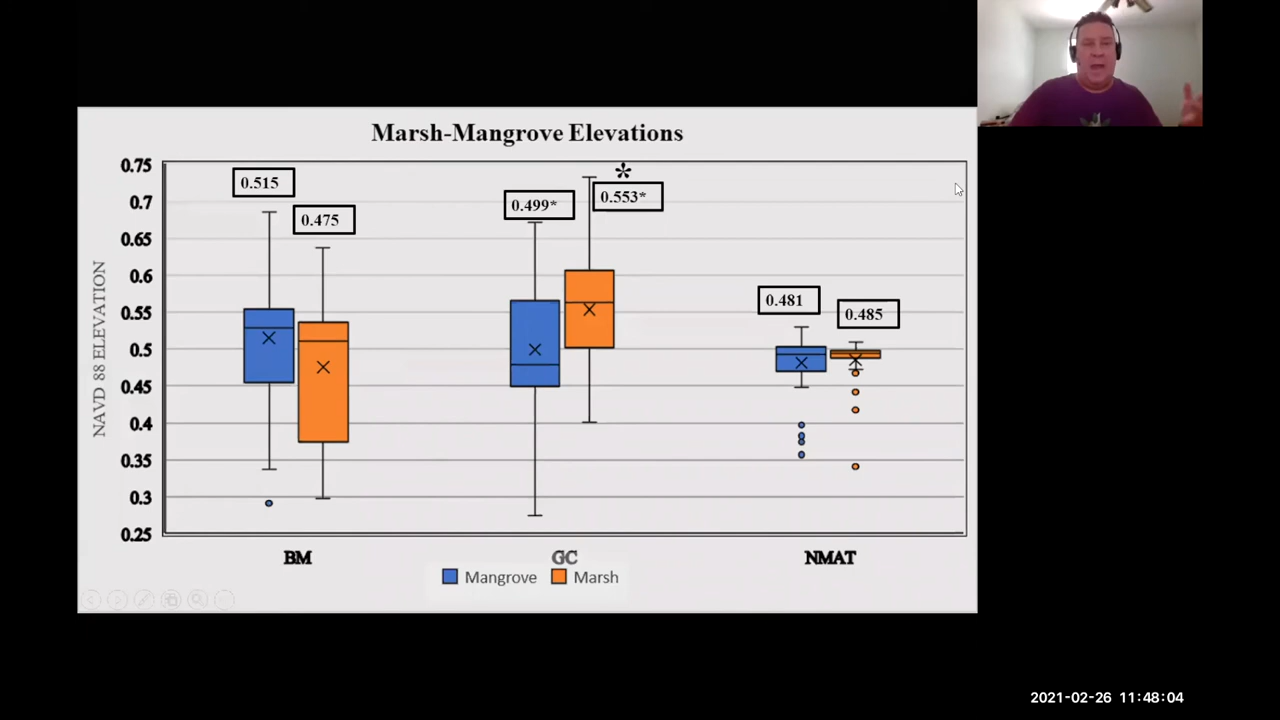 Marsh-Mangrove Elevations
NAVD 88 ELEVATION
0.75
0.7
0.65
0.6
0.55
0.5
0.45
0.4
0.35
0.3
0.25
0.515
0.475
0.499*
*
0.553*
0.481
0.485
BM
GC
NMAT
Mangrove
Marsh
2021-02-26 11:48:04